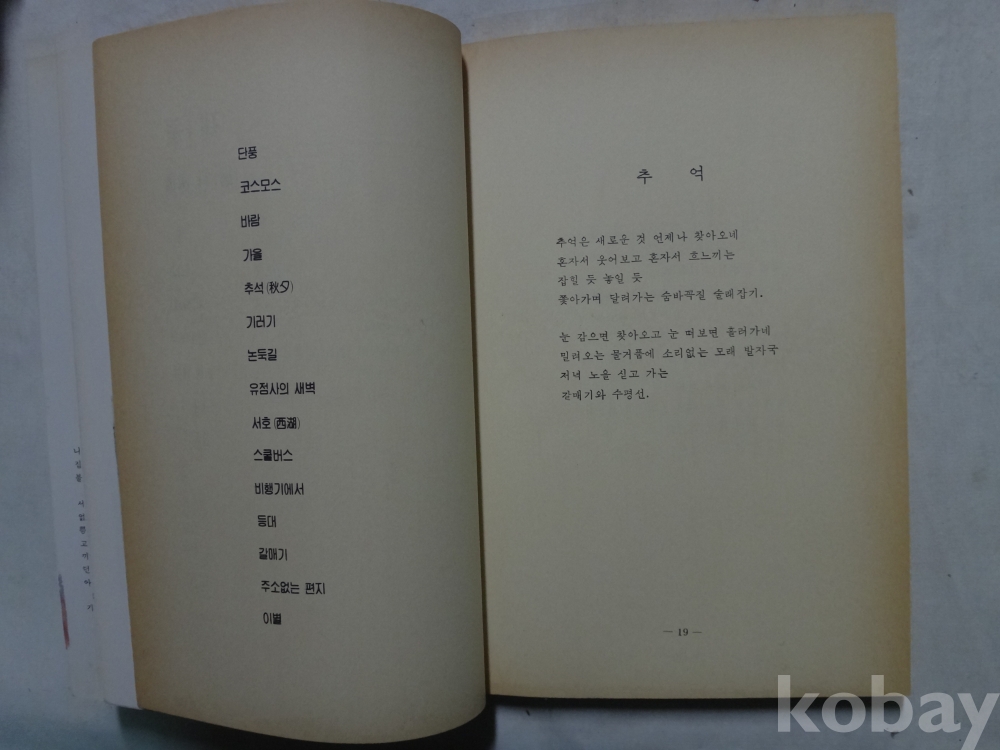 단풍
코스모스
바람
가을
추석(秋夕)
기러기
논둑길
유점사의 새벽
서호(西湖)
스쿨버스
비행기에서
등대
갈매기
주소없는 편지
이별
추 억
추억은 새로운 것 언제나 찾아오네
혼자서 웃어보고 혼자서 흐느끼는
잡힐 듯 놓일 듯
쫓아가며 달려가는 숨바꼭질 술래잡기.
눈 감으면 찾아오고 눈 떠보면 흘러가네
밀려오는 물거품에 소리없는 모래 발자국
저녁 노을 싣고 가는
갈매기와 수평선.
— 19 —
kobay